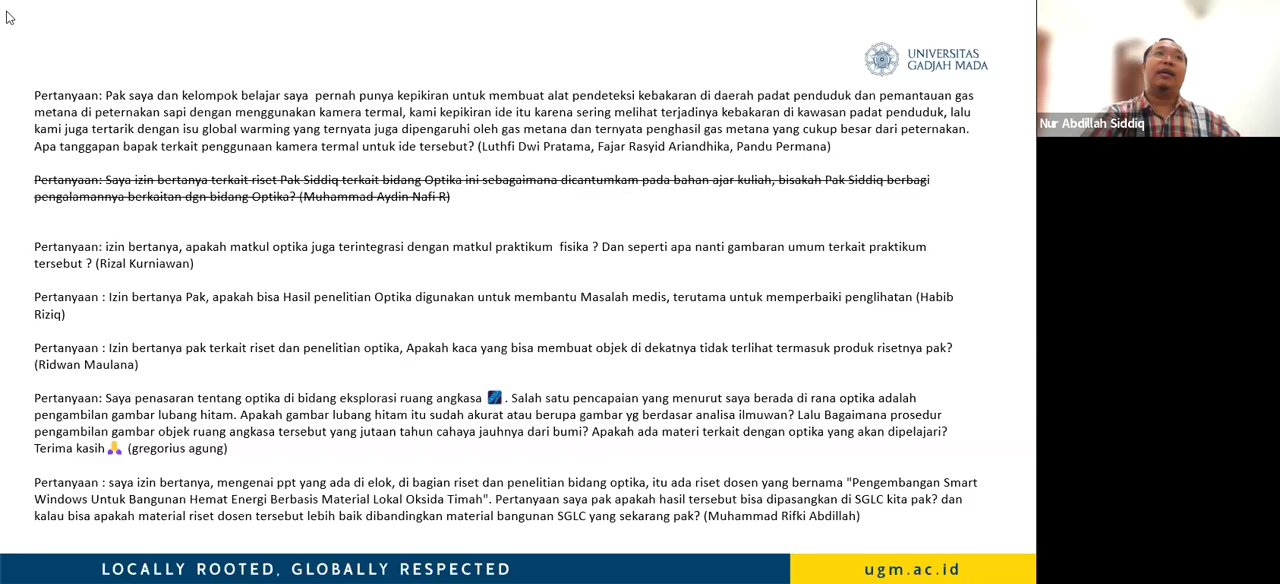 UNIVERSITAS
GADJAH MADA
Pertanyaan: Pak saya dan kelompok belajar saya pernah punya kepikiran untuk membuat alat pendeteksi kebakaran di daerah padat penduduk dan pemantauan gas
metana di peternakan sapi dengan menggunakan kamera termal, kami kepikiran ide itu karena sering melihat terjadinya kebakaran di kawasan padat penduduk, lalu
kami juga tertarik dengan isu global warming yang ternyata juga dipengaruhi oleh gas metana dan ternyata penghasil gas metana yang cukup besar dari peternakan.
Apa tanggapan bapak terkait penggunaan kamera termal untuk ide tersebut? (Luthfi Dwi Pratama, Fajar Rasyid Ariandhika, Pandu Permana)
Pertanyaan: Saya izin bertanya terkait riset Pak Siddiq terkait bidang Optika ini sebagaimana dicantumkam pada bahan ajar kuliah, bisakah Pak Siddiq berbagi
pengalamannya berkaitan dgn bidang Optika? (Muhammad Aydin Nafi R)
Pertanyaan: izin bertanya, apakah matkul optika juga terintegrasi dengan matkul praktikum fisika ? Dan seperti apa nanti gambaran umum terkait praktikum
tersebut ? (Rizal Kurniawan)
Pertanyaan : Izin bertanya Pak, apakah bisa Hasil penelitian Optika digunakan untuk membantu Masalah medis, terutama untuk memperbaiki penglihatan (Habib
Riziq)
Pertanyaan : Izin bertanya pak terkait riset dan penelitian optika, Apakah kaca yang bisa membuat objek di dekatnya tidak terlihat termasuk produk risetnya pak?
(Ridwan Maulana)
Pertanyaan: Saya penasaran tentang optika di bidang eksplorasi ruang angkasa 🌌. Salah satu pencapaian yang menurut saya berada di rana optika adalah
pengambilan gambar lubang hitam. Apakah gambar lubang hitam itu sudah akurat atau berupa gambar yg berdasar analisa ilmuwan? Lalu Bagaimana prosedur
pengambilan gambar objek ruang angkasa tersebut yang jutaan tahun cahaya jauhnya dari bumi? Apakah ada materi terkait dengan optika yang akan dipelajari?
Terima kasih🙏 (gregorius agung)
Pertanyaan : saya izin bertanya, mengenai ppt yang ada di elok, di bagian riset dan penelitian bidang optika, itu ada riset dosen yang bernama "Pengembangan Smart
Windows Untuk Bangunan Hemat Energi Berbasis Material Lokal Oksida Timah". Pertanyaan saya pak apakah hasil tersebut bisa dipasangkan di SGLC kita pak? dan
kalau bisa apakah material riset dosen tersebut lebih baik dibandingkan material bangunan SGLC yang sekarang pak? (Muhammad Rifki Abdillah)
LOCALLY ROOTED, GLOBALLY RESPECTED
ugm.ac.id
Nur Abdillah Siddiq